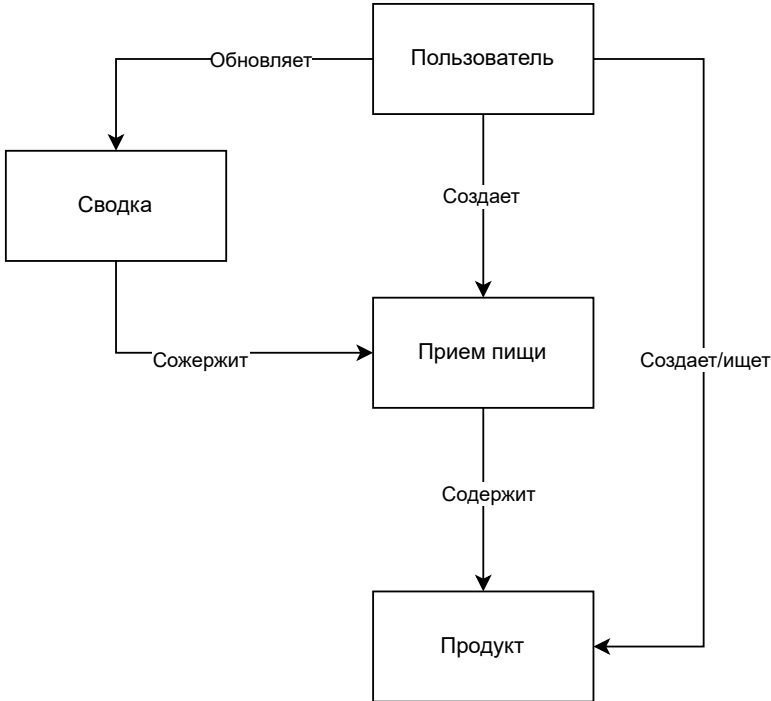 Пользователь
Обновляет
Сводка
Создает
Прием пищи
Сожержит
Создает/ищет
Содержит
Продукт